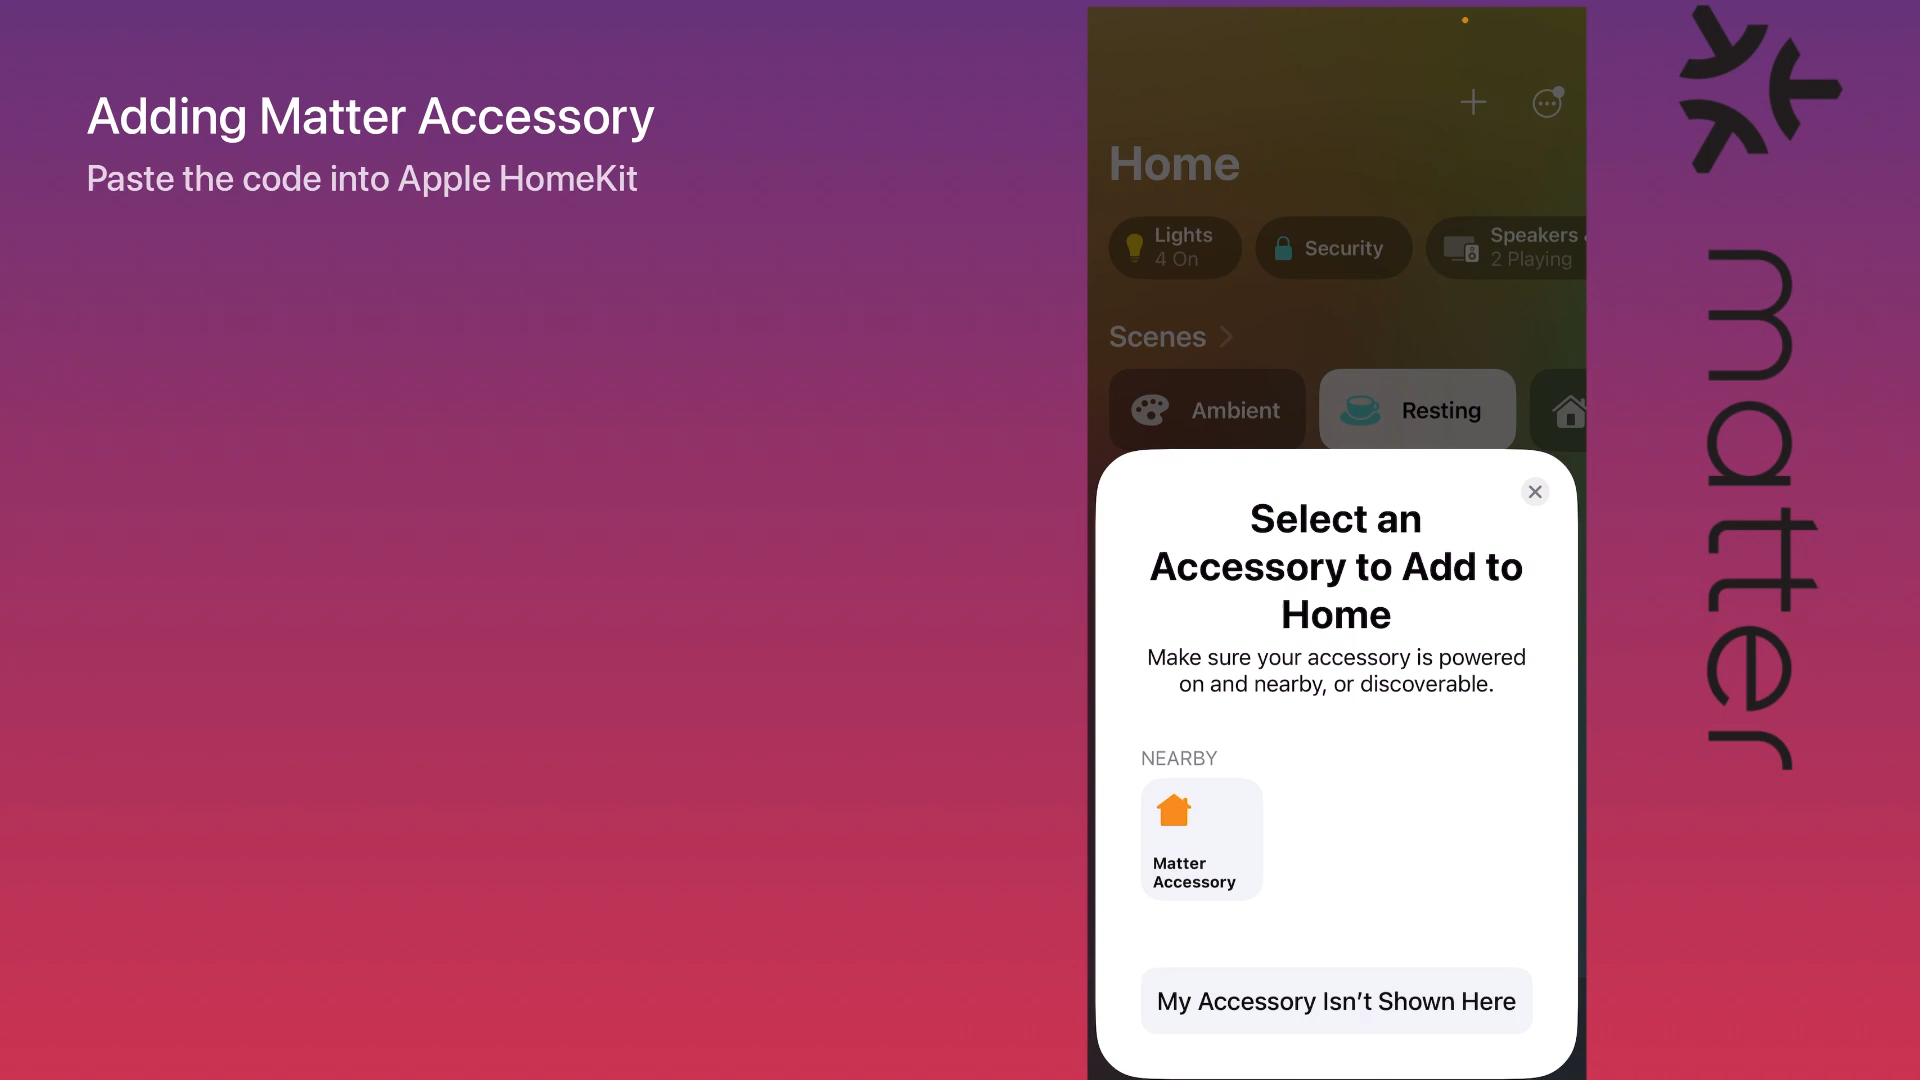 Adding Matter Accessory
Paste the code into Apple HomeKit
Home
Lights
4 On
Security
Speakers
2 Playing
Scenes
Ambient
Resting
Select an
Accessory to Add to
Home
Make sure your accessory is powered
on and nearby, or discoverable.
NEARBY
Matter
Accessory
My Accessory Isn’t Shown Here
matter